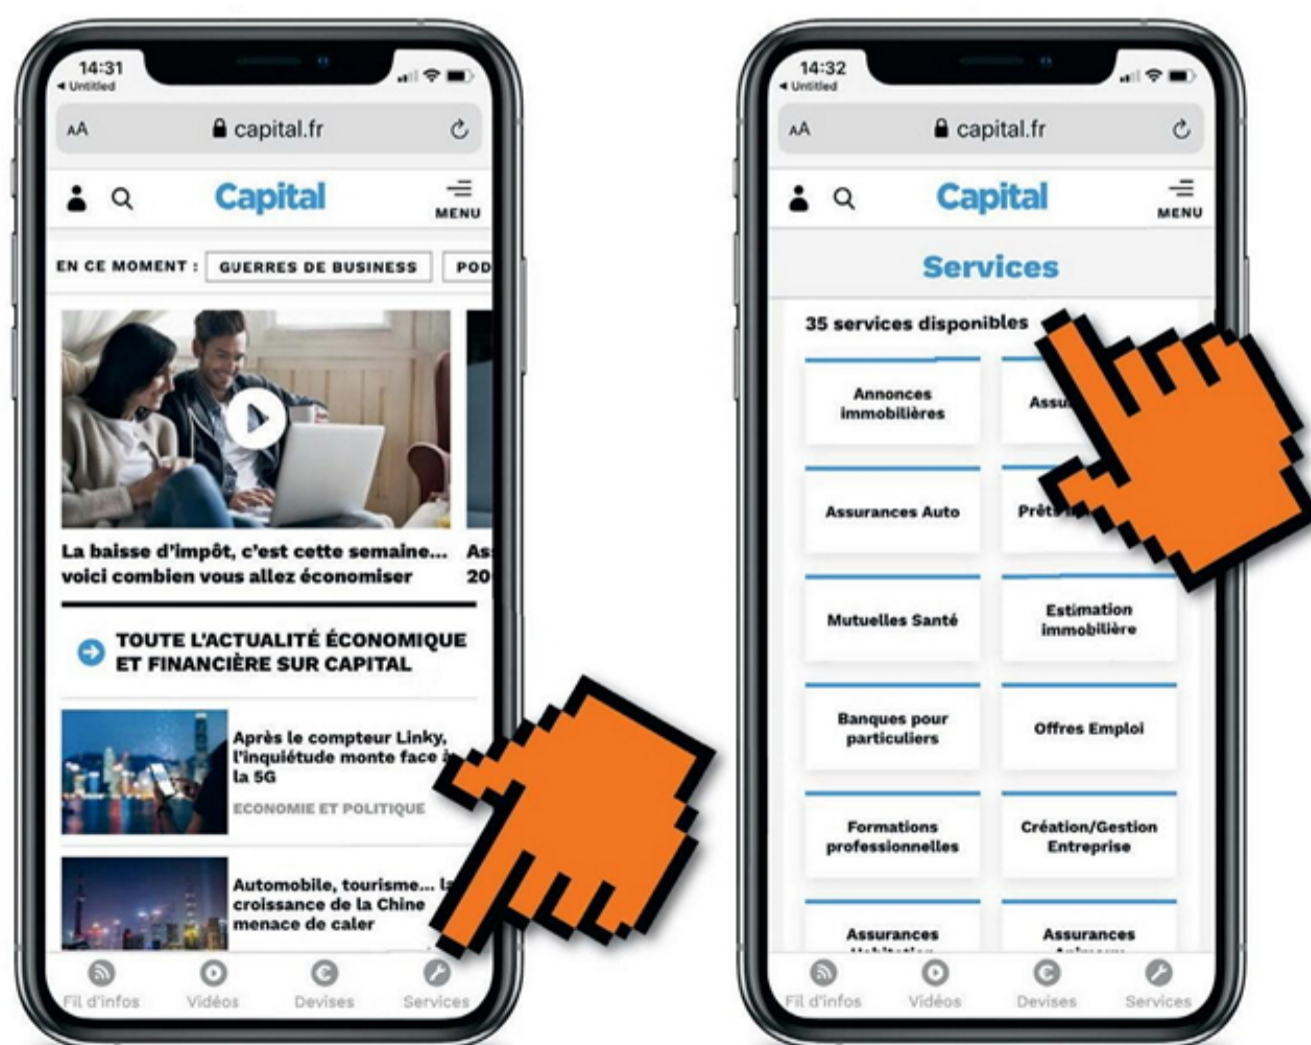 14:31
Untitled
AA
capital.fr
Capital
MENU
EN CE MOMENT :
GUERRES DE BUSINESS
POD
La baisse d'impôt, c'est cette semaine...
voici combien vous allez économiser
As
20
TOUTE L'ACTUALITÉ ÉCONOMIQUE
ET FINANCIÈRE SUR CAPITAL
Après le compteur Linky,
l'inquiétude monte face à
la 5G
ECONOMIE ET POLITIQUE
Automobile, tourisme... la
croissance de la Chine
menace de caler
Fil d'infos
Vidéos
Devises
Services
14:32
Untitled
AA
capital.fr
Capital
MENU
Services
35 services disponibles
Annonces
immobilières
Assu
Assurances Auto
Prêts
Mutuelles Santé
Estimation
immobilière
Banques pour
particuliers
Offres Emploi
Formations
professionnelles
Création/Gestion
Entreprise
Assurances
Assurances
Fil d'infos
Vidéos
Devises
Services